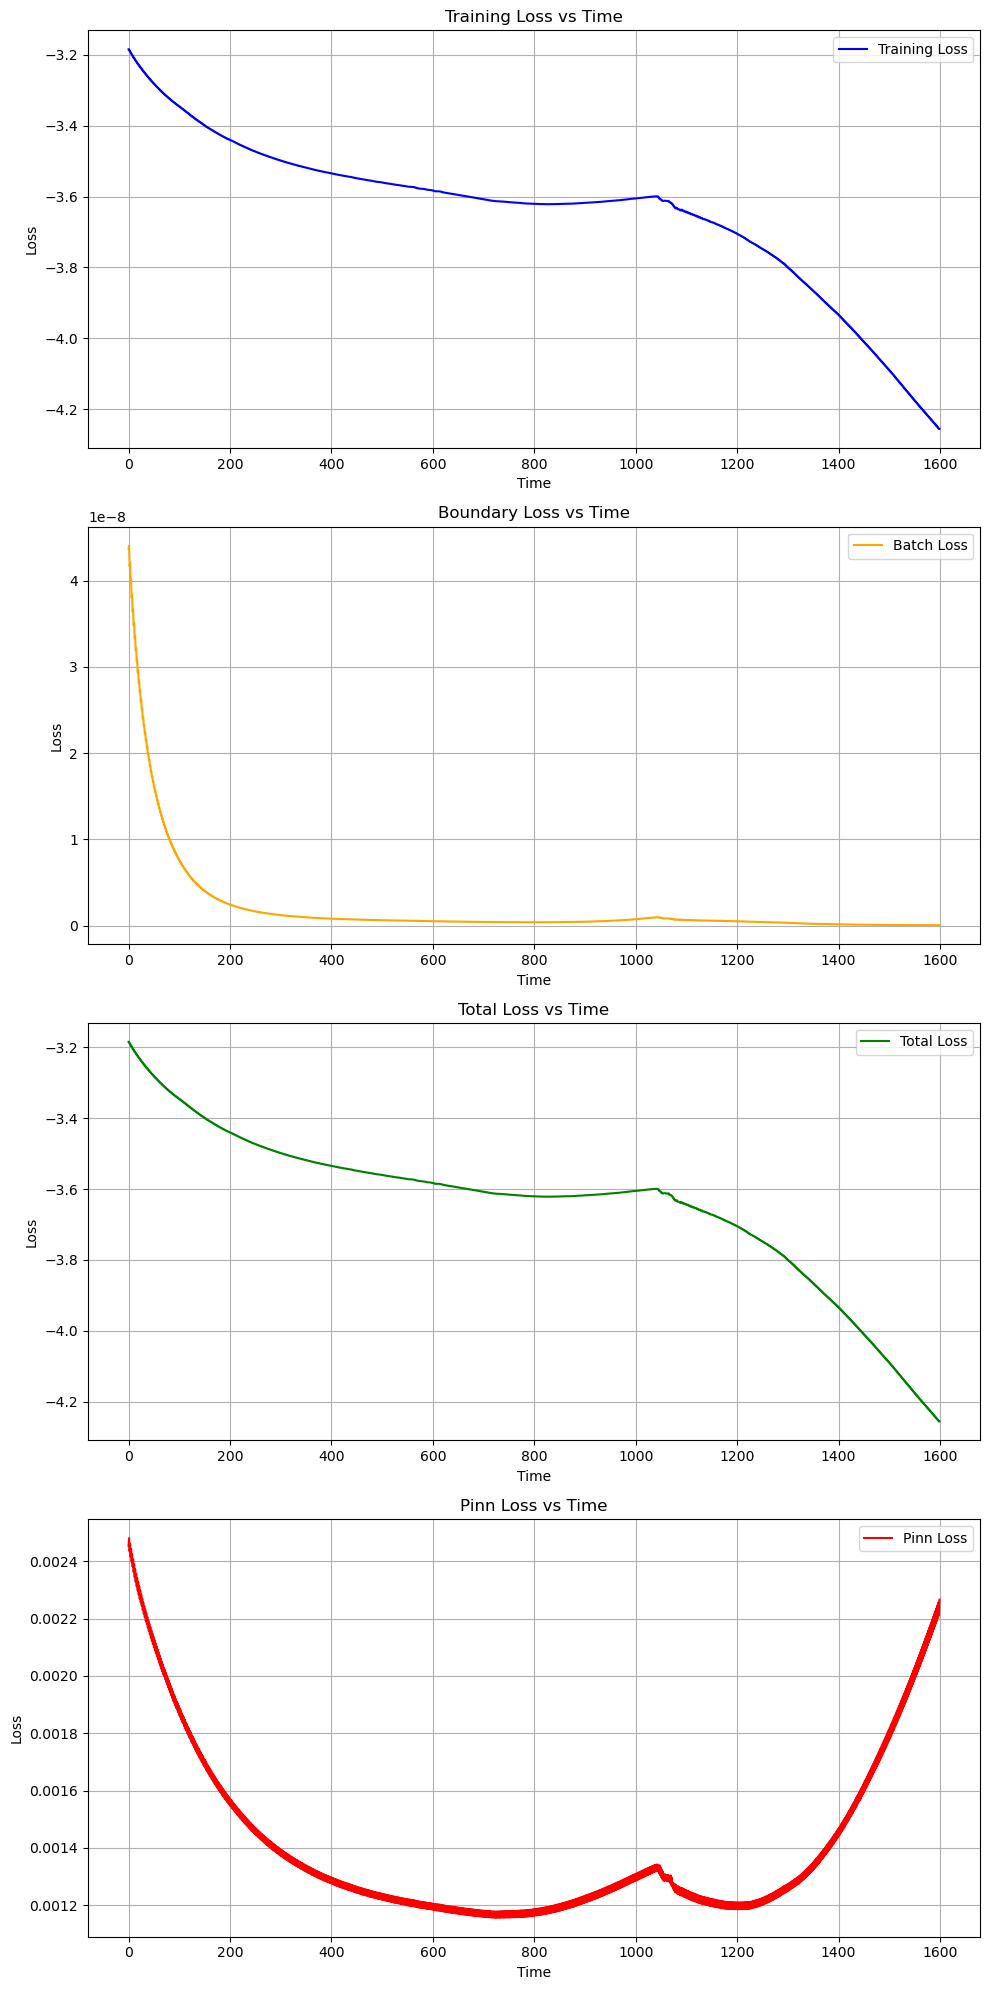 Training Loss vs Time
Training Loss
Loss
−3.2
−3.4
−3.6
−3.8
−4.0
−4.2
0 200 400 600 800 1000 1200 1400 1600
Time
Boundary Loss vs Time
1e−8
Batch Loss
Loss
4
3
2
1
0
0 200 400 600 800 1000 1200 1400 1600
Time
Total Loss vs Time
Total Loss
Loss
−3.2
−3.4
−3.6
−3.8
−4.0
−4.2
0 200 400 600 800 1000 1200 1400 1600
Time
Pinn Loss vs Time
Pinn Loss
Loss
0.0024
0.0022
0.0020
0.0018
0.0016
0.0014
0.0012
0 200 400 600 800 1000 1200 1400 1600
Time